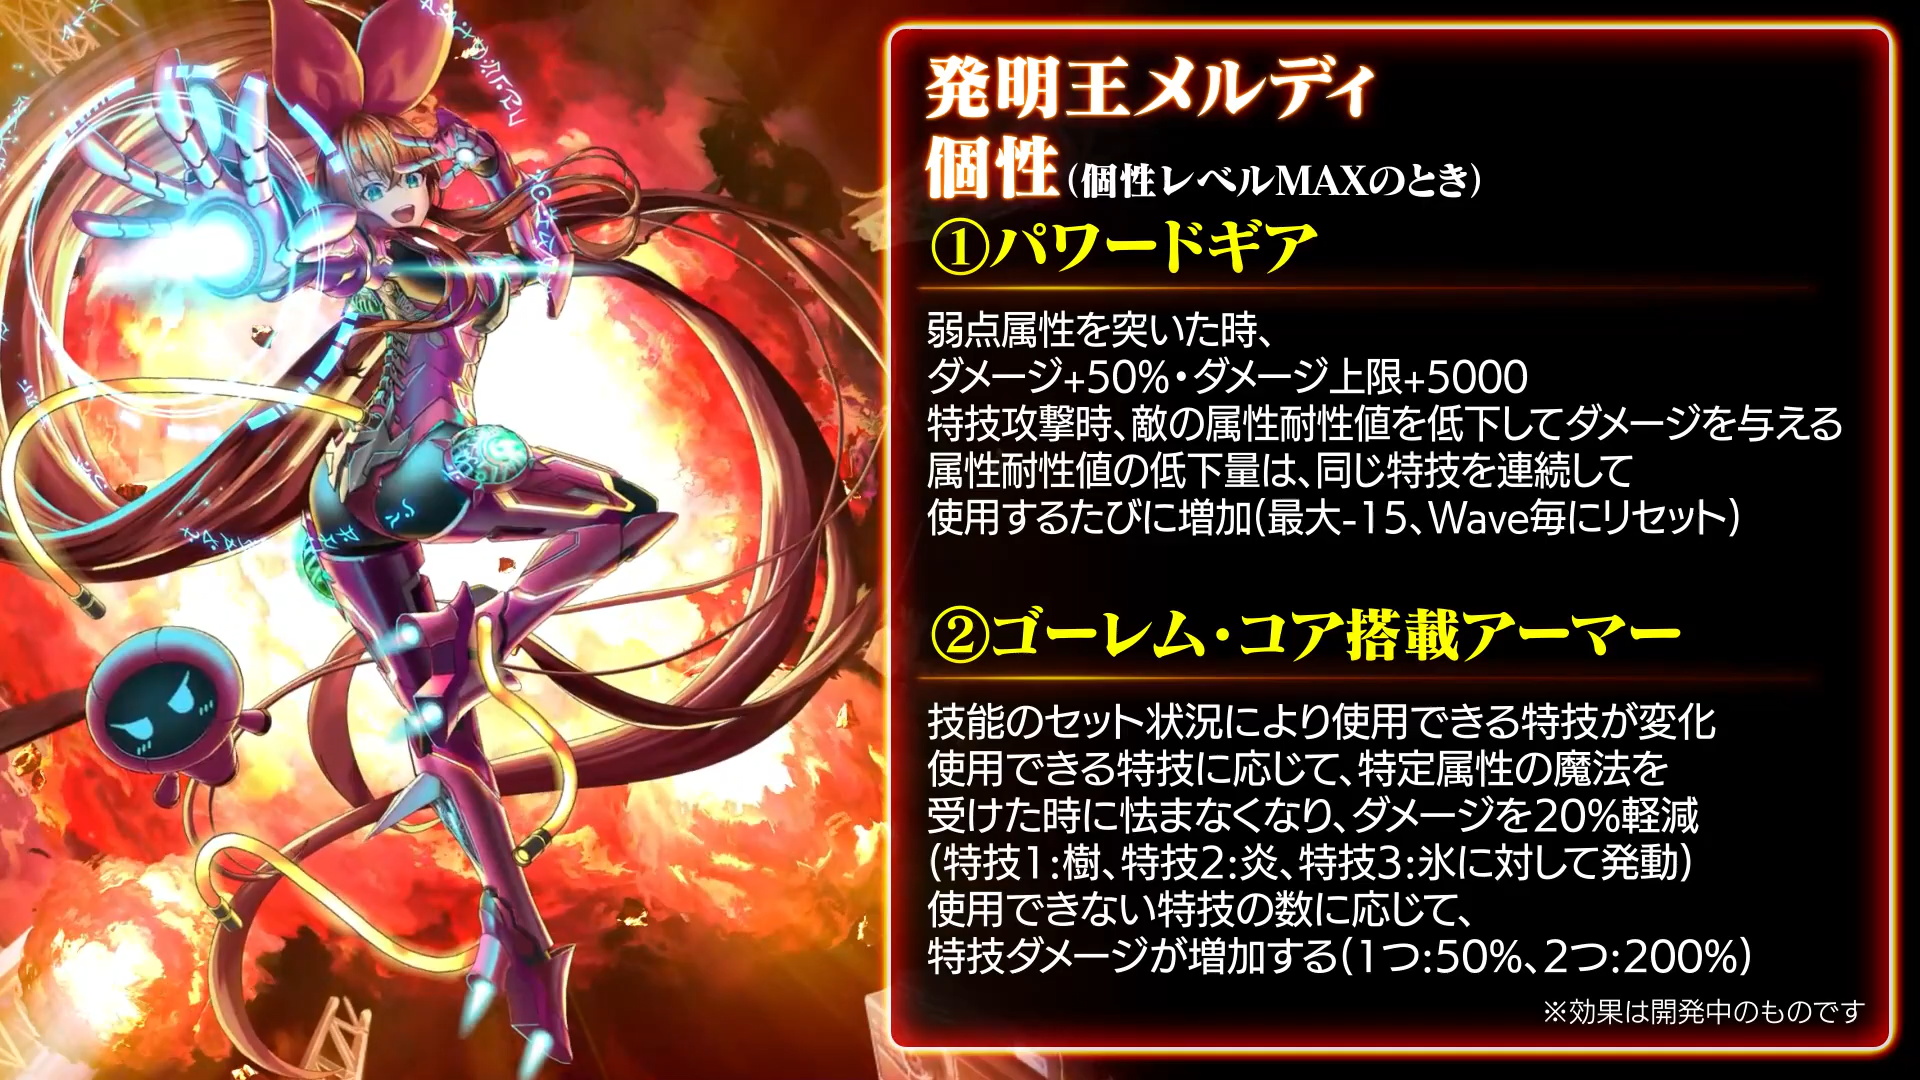 発明王メルディ
個性(個性レベルMAXのとき)
①パワードギア
弱点属性を突いた時、
ダメージ+50%・ダメージ上限+5000
特技攻撃時、敵の属性耐性値を低下してダメージを与える
属性耐性値の低下量は、同じ特技を連続して
使用するたびに増加(最大-15、Wave毎にリセット)
②ゴーレム・コア搭載アーマー
技能のセット状況により使用できる特技が変化
使用できる特技に応じて、特定属性の魔法を
受けた時に怯まなくなり、ダメージを20%軽減
(特技1:樹、特技2:炎、特技3:氷に対して発動)
使用できない特技の数に応じて、
特技ダメージが増加する(1つ:50%、2つ:200%)
※効果は開発中のものです